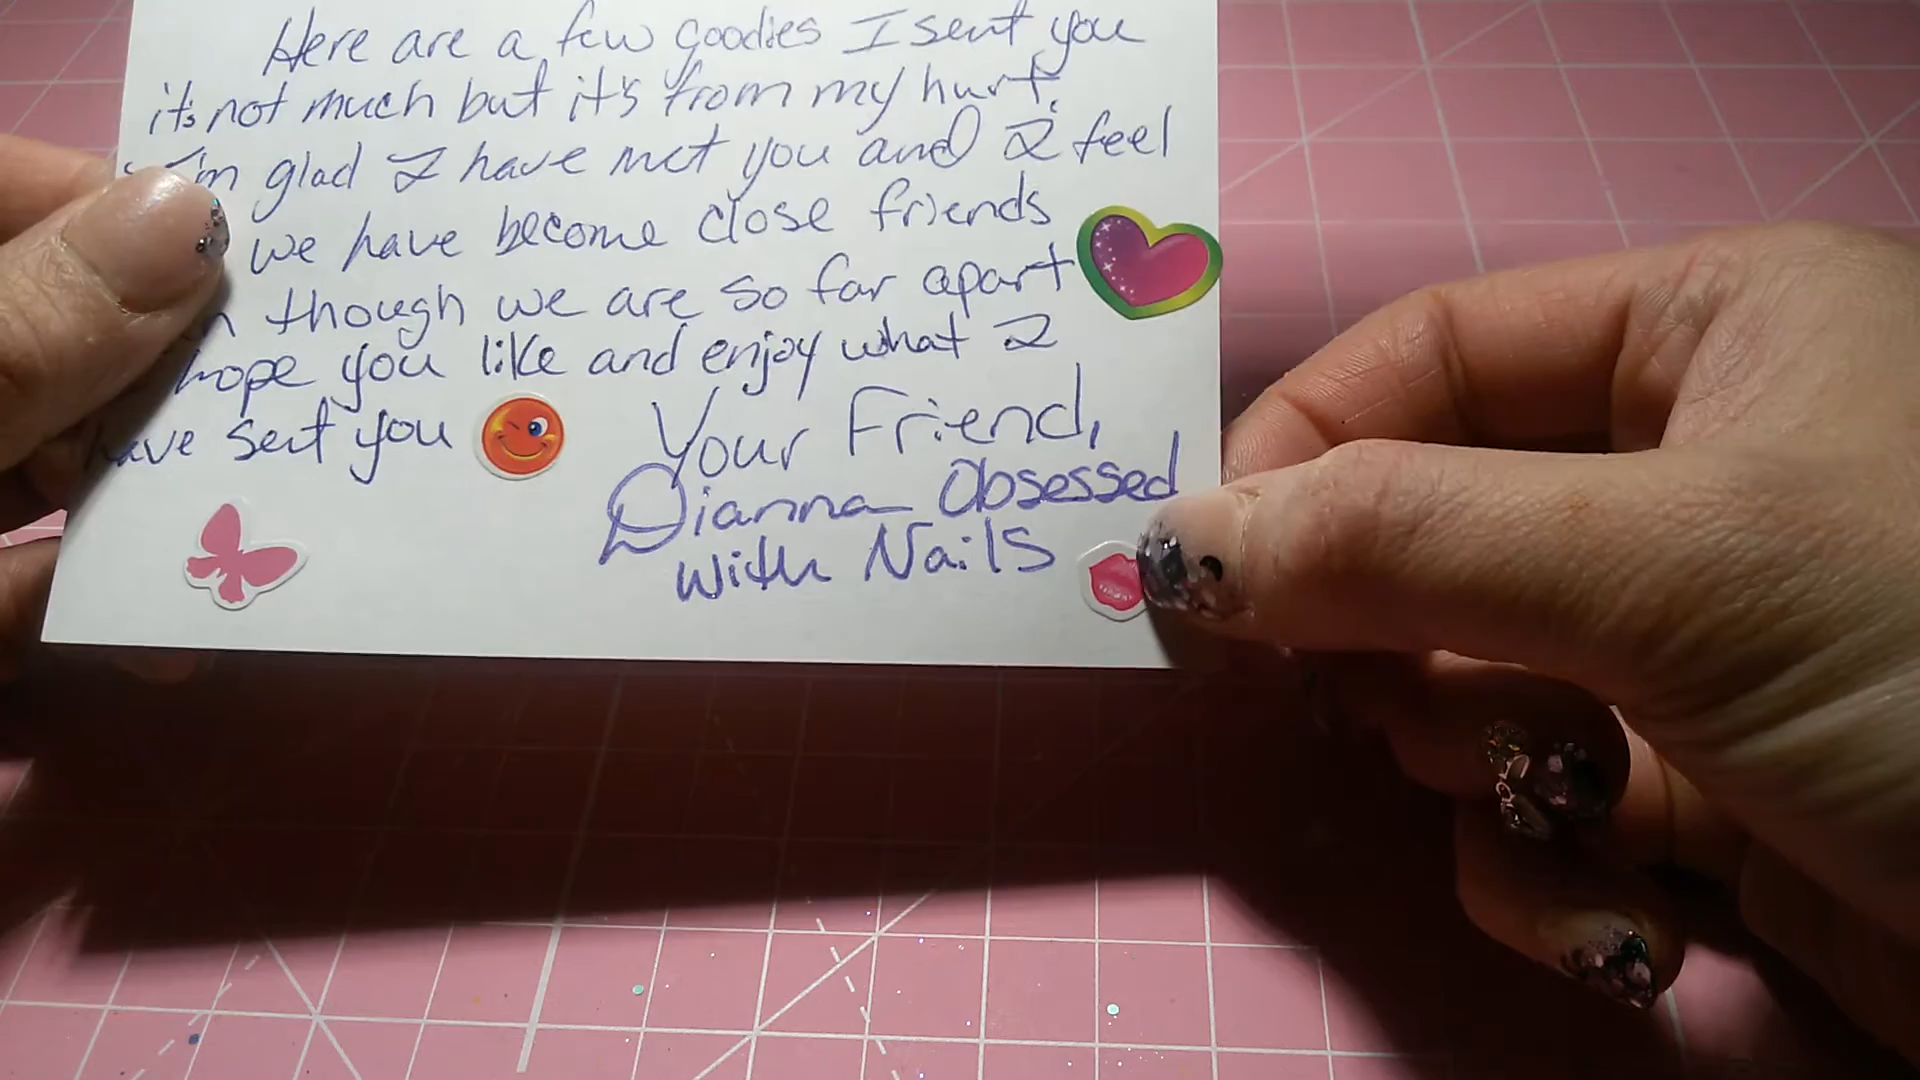 Here are a few goodies I sent you
it's not much but it's from my hurt.
I'm glad I have met you and I feel
we have become close friends
though we are so far apart
hope you like and enjoy what I
have sent you
Your Friend,
Dianna Obsessed
With Nails